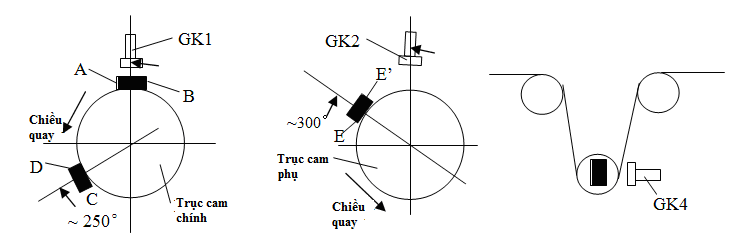 GK1
A
B
Chiều
quay
D
C
~ 250°
Trục cam
chính
GK2
E’
~300°
E
Trục cam
phụ
Chiều
quay
GK4